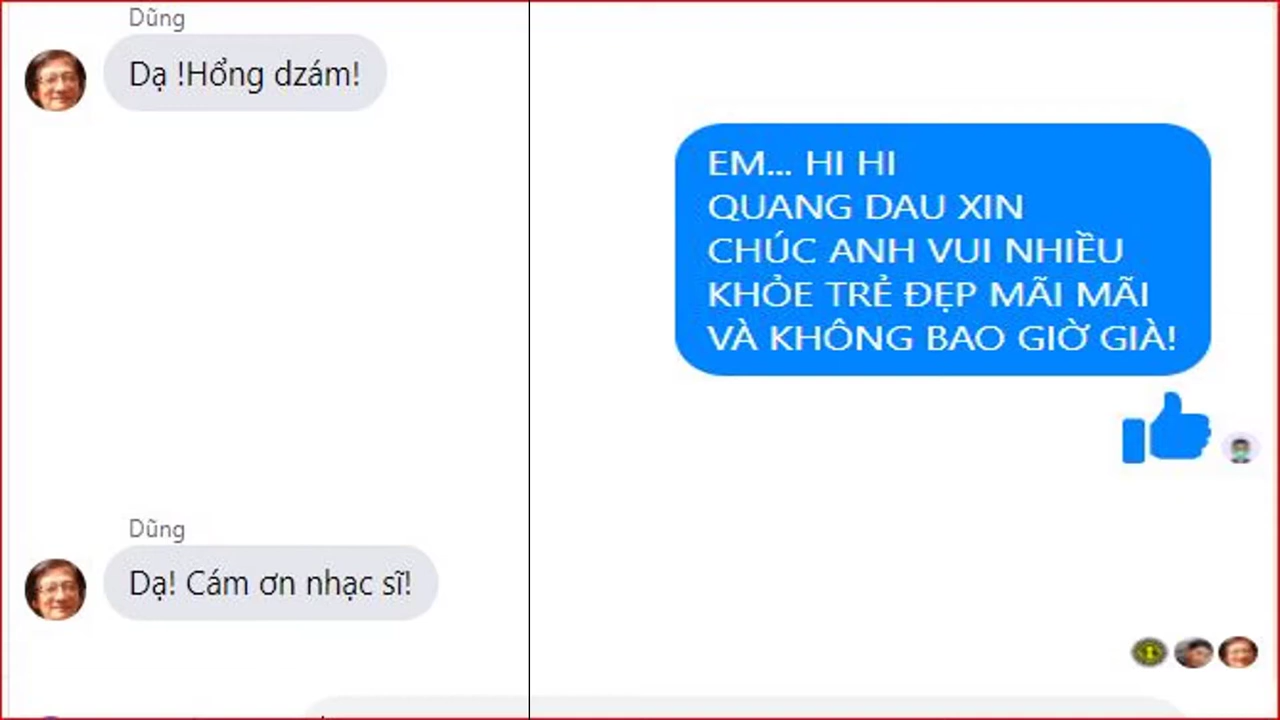 Dũng
Dạ !Hổng dzám!
EM... HI HI
QUANG DAU XIN
CHÚC ANH VUI NHIỀU
KHỎE TRẺ ĐẸP MÃI MÃI
VÀ KHÔNG BAO GIỜ GIÀ!
Dũng
Dạ! Cám ơn nhạc sĩ!